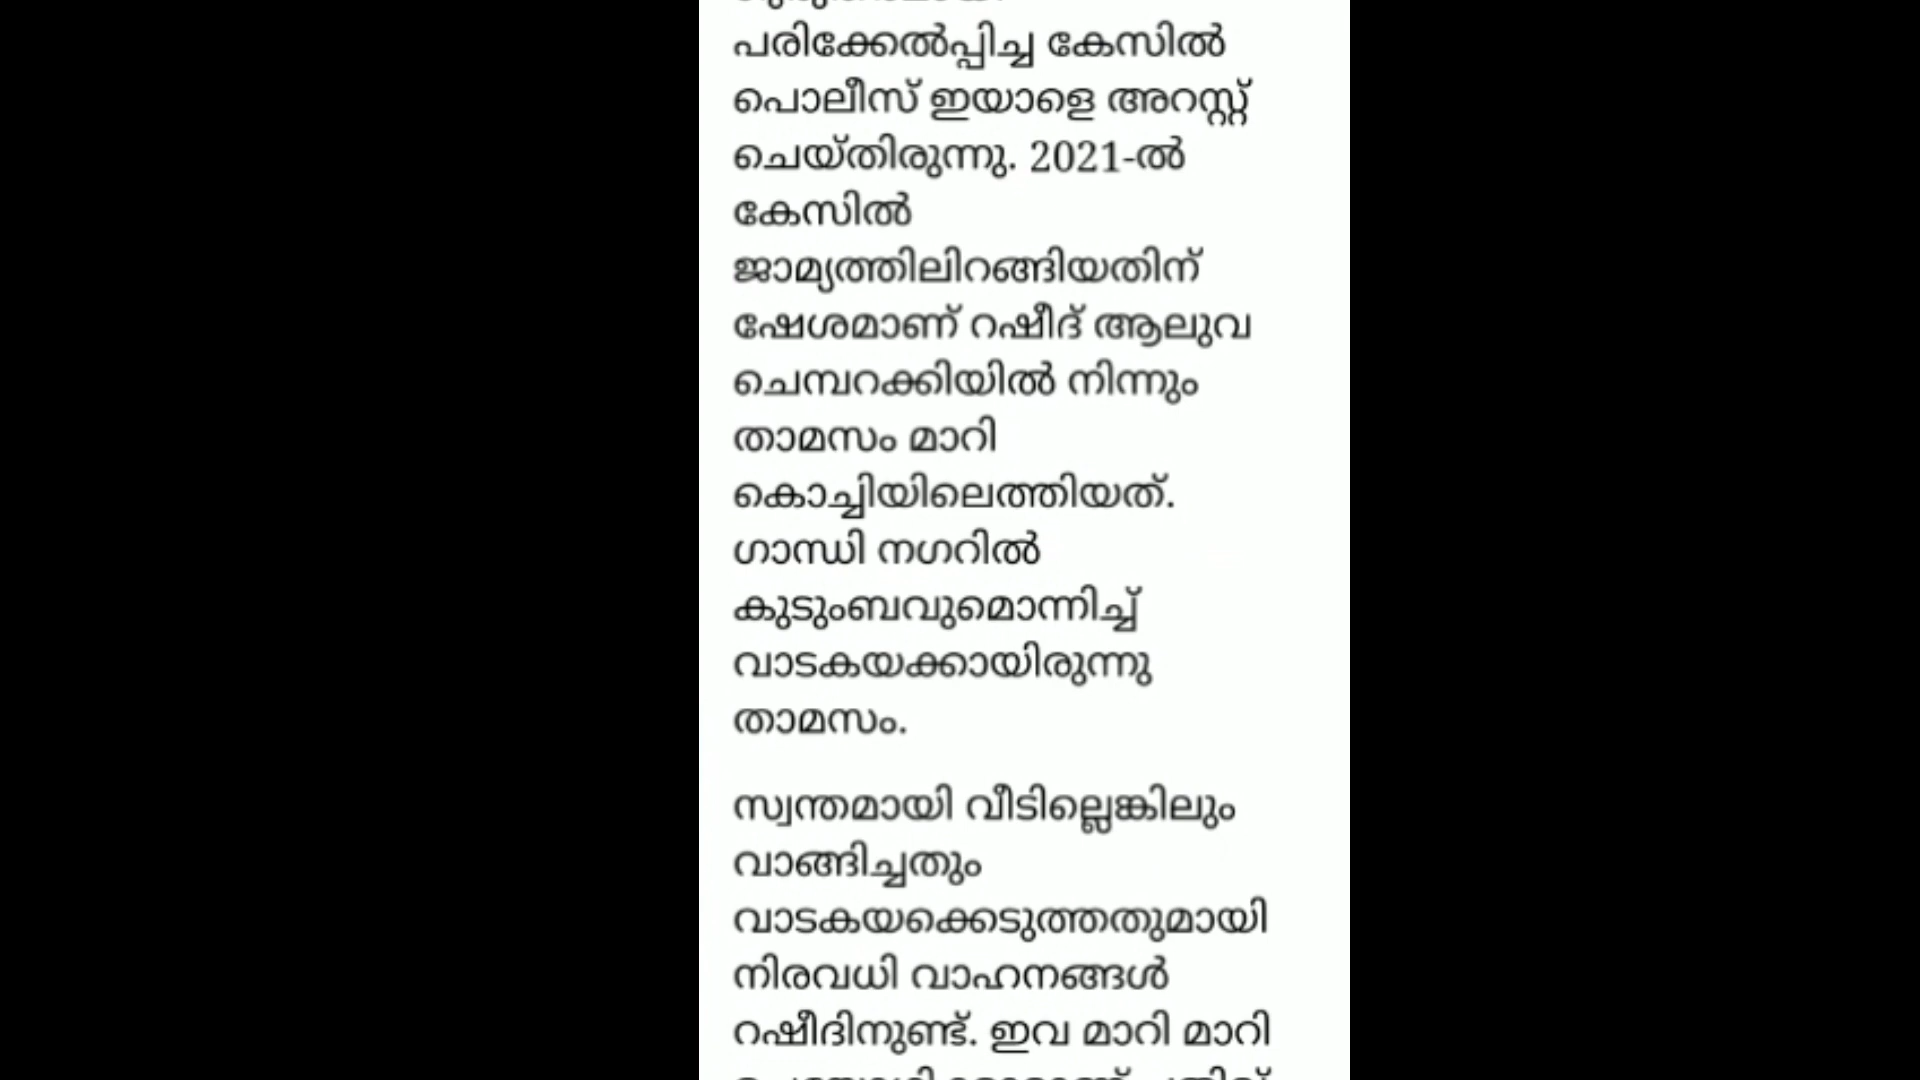 പരിക്കേൽപ്പിച്ച കേസിൽ
പൊലീസ് ഇയാളെ അറസ്റ്റ്
ചെയ്തിരുന്നു. 2021-ൽ
കേസിൽ
ജാമ്യത്തിലിറങ്ങിയതിന്
ഷേശമാണ് റഷീദ് ആലുവ
ചെമ്പറക്കിയിൽ നിന്നും
താമസം മാറി
കൊച്ചിയിലെത്തിയത്.
ഗാന്ധി നഗറിൽ
കുടുംബവുമൊന്നിച്ച്
വാടകയക്കായിരുന്നു
താമസം.
സ്വന്തമായി വീടില്ലെങ്കിലും
വാങ്ങിച്ചതും
വാടകയക്കെടുത്തതുമായി
നിരവധി വാഹനങ്ങൾ
റഷീദിനുണ്ട്. ഇവ മാറി മാറി